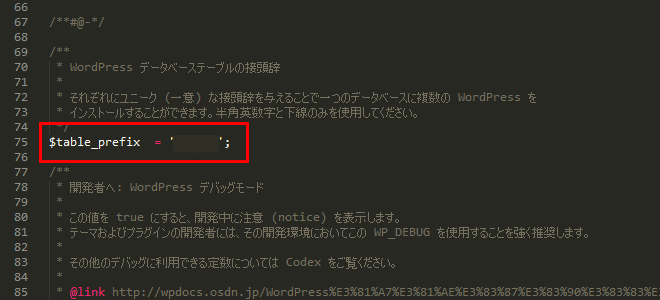 66
67 /**#@-*/
68
69 /**
70 * WordPress データベーステーブルの接頭辞
71 *
72 * それぞれにユニーク (一意) な接頭辞を与えることで一つのデータベースに複数の WordPress を
73 * インストールすることができます。半角英数字と下線のみを使用してください。
74 */
75 $table_prefix  = '      ';
76
77 /**
78 * 開発者へ: WordPress デバッグモード
79 *
80 * この値を true にすると、開発中に注意 (notice) を表示します。
81 * テーマおよびプラグインの開発者には、その開発環境においてこの WP_DEBUG を使用することを強く推奨します。
82 *
83 * その他のデバッグに利用できる定数については Codex をご覧ください。
84 *
85 * @link http://wpdocs.osdn.jp/WordPress%E3%81%A7%E3%81%AE%E3%83%87%E3%83%90%E3%83%83%E